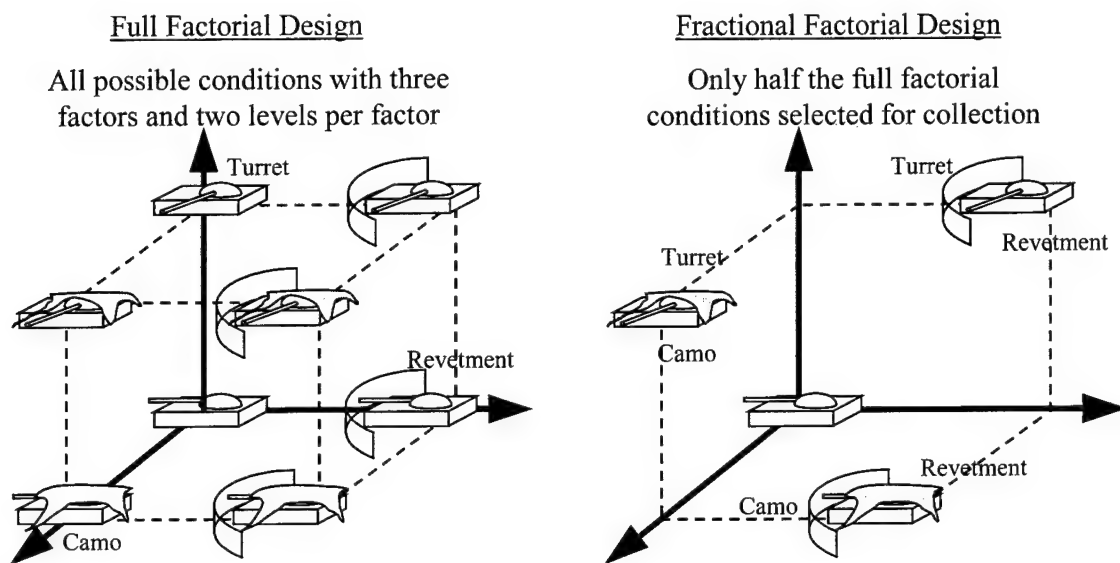 Full Factorial Design
All possible conditions with three
factors and two levels per factor
Turret
Revetment
Camo
Fractional Factorial Design
Only half the full factorial
conditions selected for collection
Turret
Revetment
Turret
Camo
Revetment
Camo